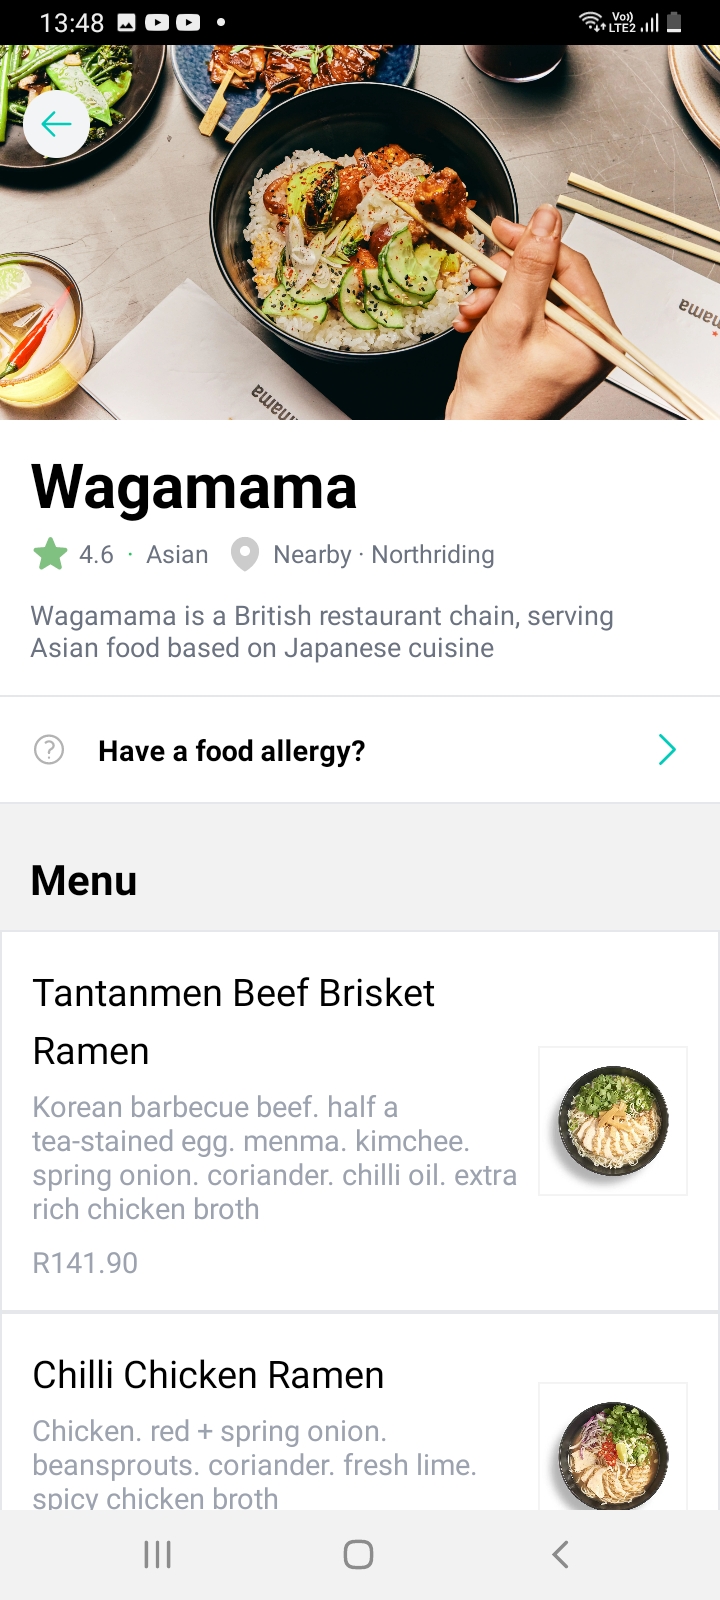 13:48
Vo))
LTE2
wagamama
Wagamama
4.6 · Asian Nearby · Northriding
Wagamama is a British restaurant chain, serving
Asian food based on Japanese cuisine
Have a food allergy?
Menu
Tantanmen Beef Brisket
Ramen
Korean barbecue beef. half a
tea-stained egg. menma. kimchee.
spring onion. coriander. chilli oil. extra
rich chicken broth
R141.90
Chilli Chicken Ramen
Chicken. red + spring onion.
beansprouts. coriander. fresh lime.
spicy chicken broth